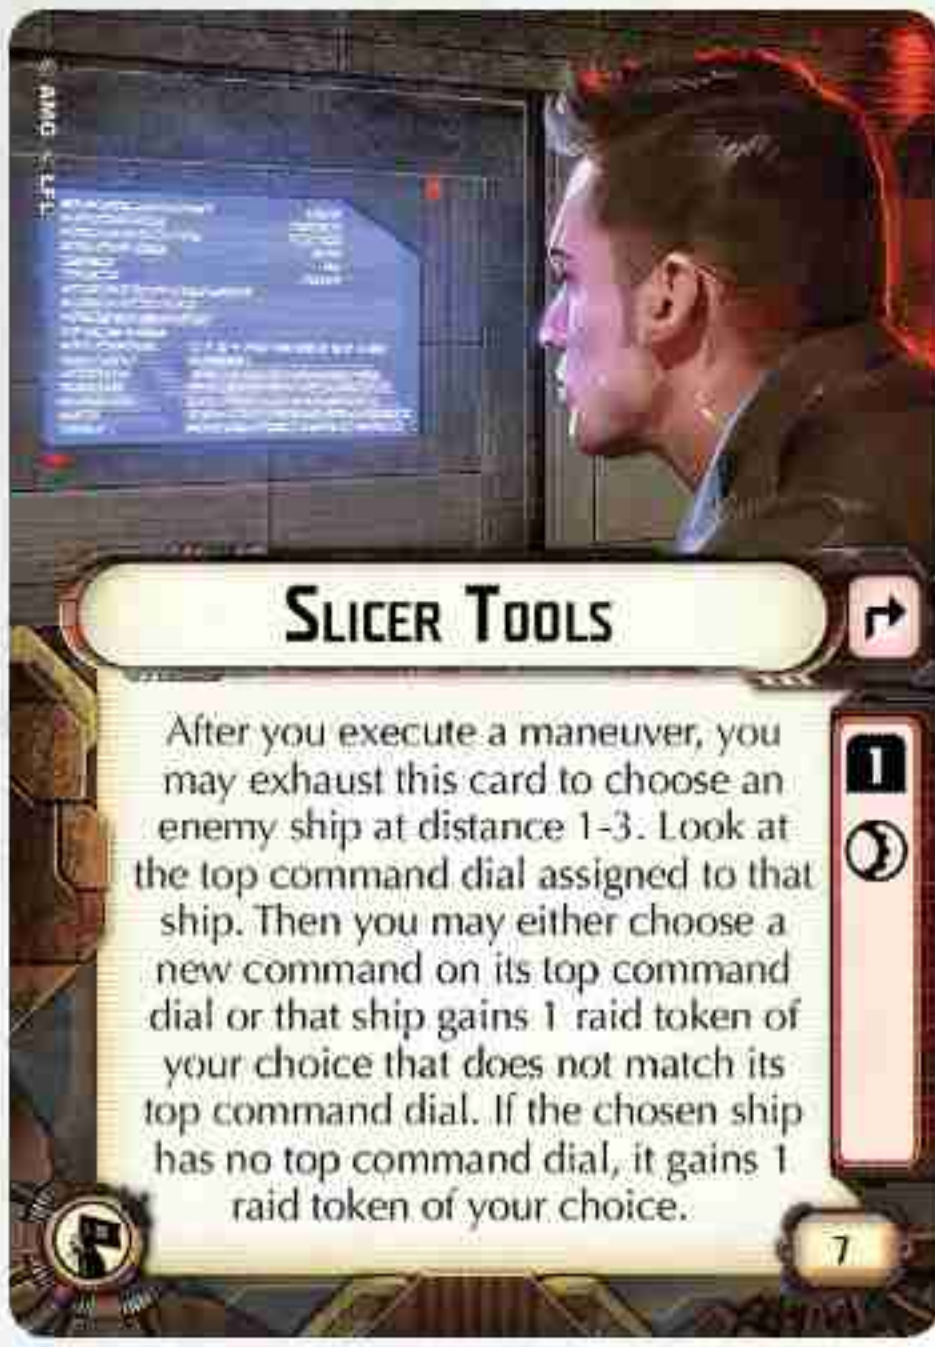 © AMG & LFL
SLICER TOOLS
After you execute a maneuver, you
may exhaust this card to choose an
enemy ship at distance 1-3. Look at
the top command dial assigned to that
ship. Then you may either choose a
new command on its top command
dial or that ship gains 1 raid token of
your choice that does not match its
top command dial. If the chosen ship
has no top command dial, it gains 1
raid token of your choice.
1
7